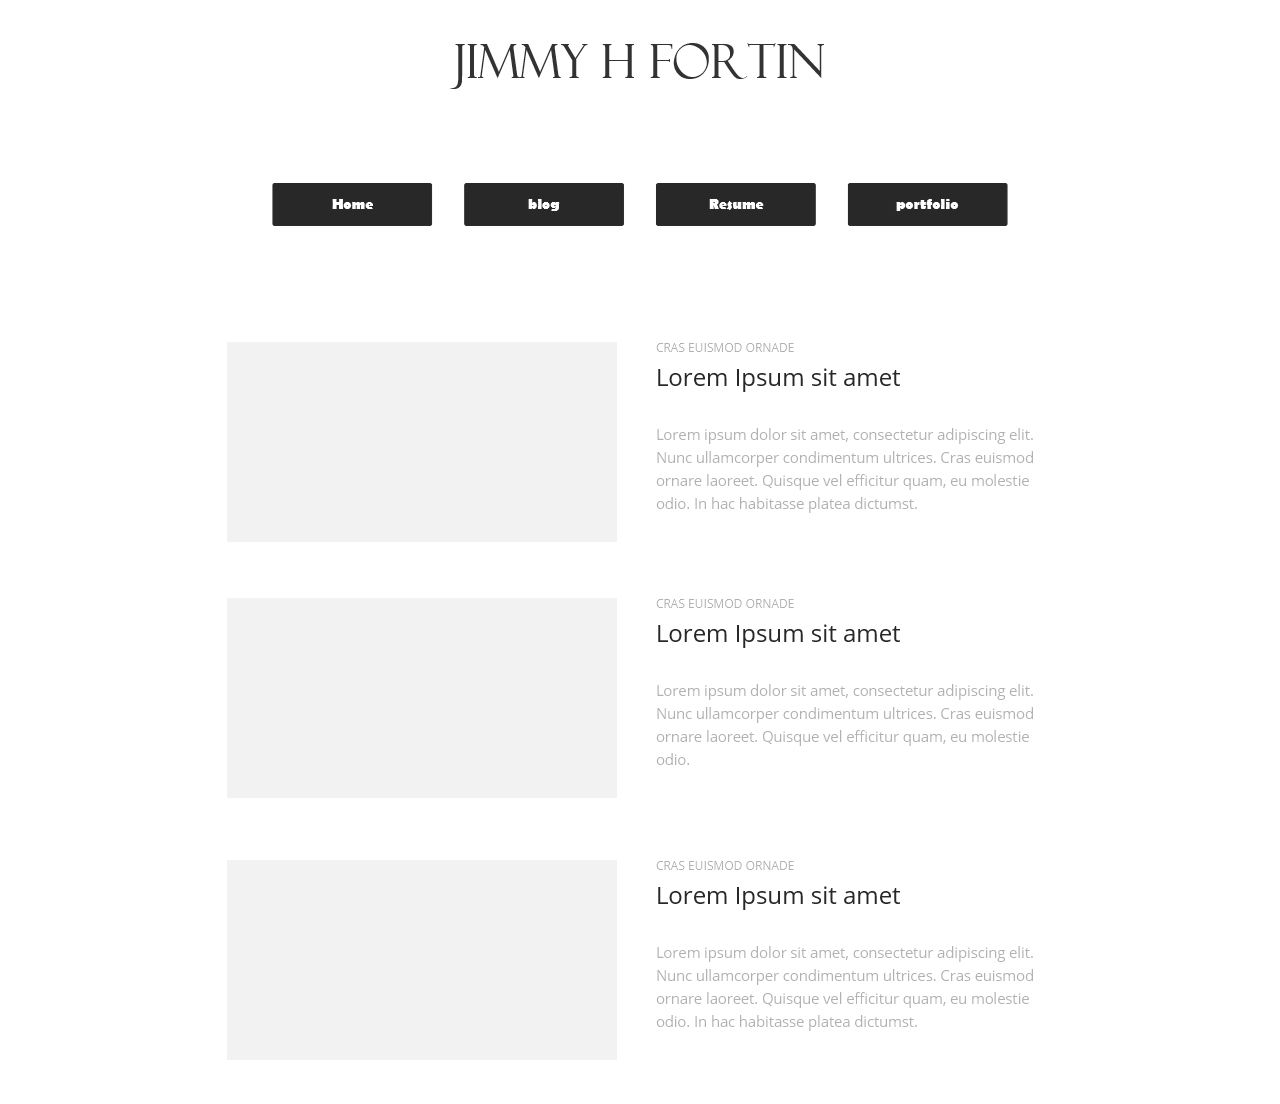 JIMMY H FORTIN
Home
blog
Resume
portfolio
CRAS EUISMOD ORNADE
Lorem Ipsum sit amet
Lorem ipsum dolor sit amet, consectetur adipiscing elit.
Nunc ullamcorper condimentum ultrices. Cras euismod
ornare laoreet. Quisque vel efficitur quam, eu molestie
odio. In hac habitasse platea dictumst.
CRAS EUISMOD ORNADE
Lorem Ipsum sit amet
Lorem ipsum dolor sit amet, consectetur adipiscing elit.
Nunc ullamcorper condimentum ultrices. Cras euismod
ornare laoreet. Quisque vel efficitur quam, eu molestie
odio.
CRAS EUISMOD ORNADE
Lorem Ipsum sit amet
Lorem ipsum dolor sit amet, consectetur adipiscing elit.
Nunc ullamcorper condimentum ultrices. Cras euismod
ornare laoreet. Quisque vel efficitur quam, eu molestie
odio. In hac habitasse platea dictumst.